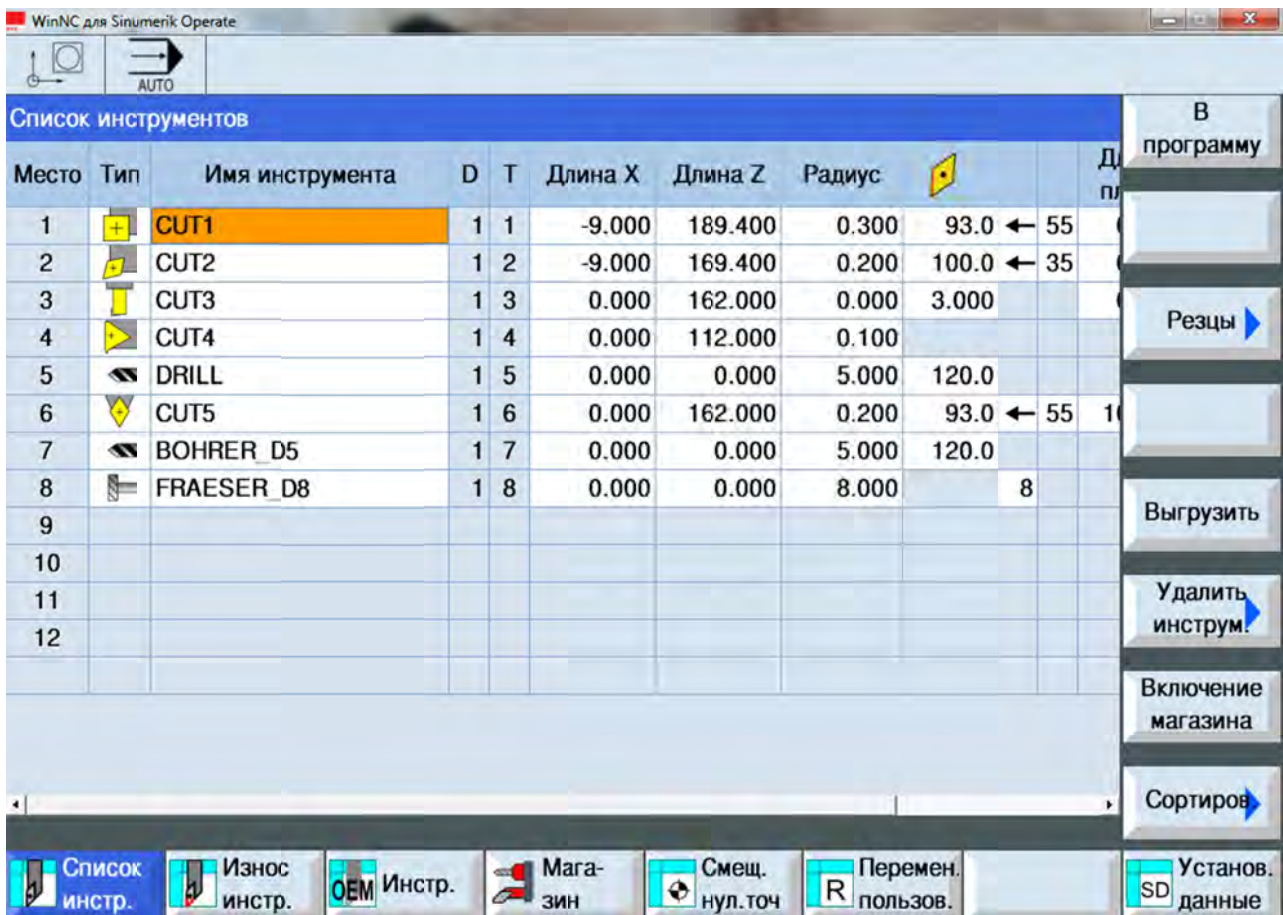 WinNC для Sinumerik Operate
AUTO
Список инструментов
Место Тип Имя инструмента D T Длина X Длина Z Радиус
1 CUT1 1 1 -9.000 189.400 0.300 93.0 ← 55
2 CUT2 1 2 -9.000 169.400 0.200 100.0 ← 35
3 CUT3 1 3 0.000 162.000 0.000 3.000
4 CUT4 1 4 0.000 112.000 0.100
5 DRILL 1 5 0.000 0.000 5.000 120.0
6 CUT5 1 6 0.000 162.000 0.200 93.0 ← 55
7 BOHRER_D5 1 7 0.000 0.000 5.000 120.0
8 FRAESER_D8 1 8 0.000 0.000 8.000 8
9
10
11
12
В
программу
Резцы
Выгрузить
Удалить
инструм.
Включение
магазина
Сортиров.
Список
инстр.
Износ
инстр.
OEM Инстр.
Мага-
зин
Смещ.
нул.точ
R Перемен.
пользов.
SD Установ.
данные